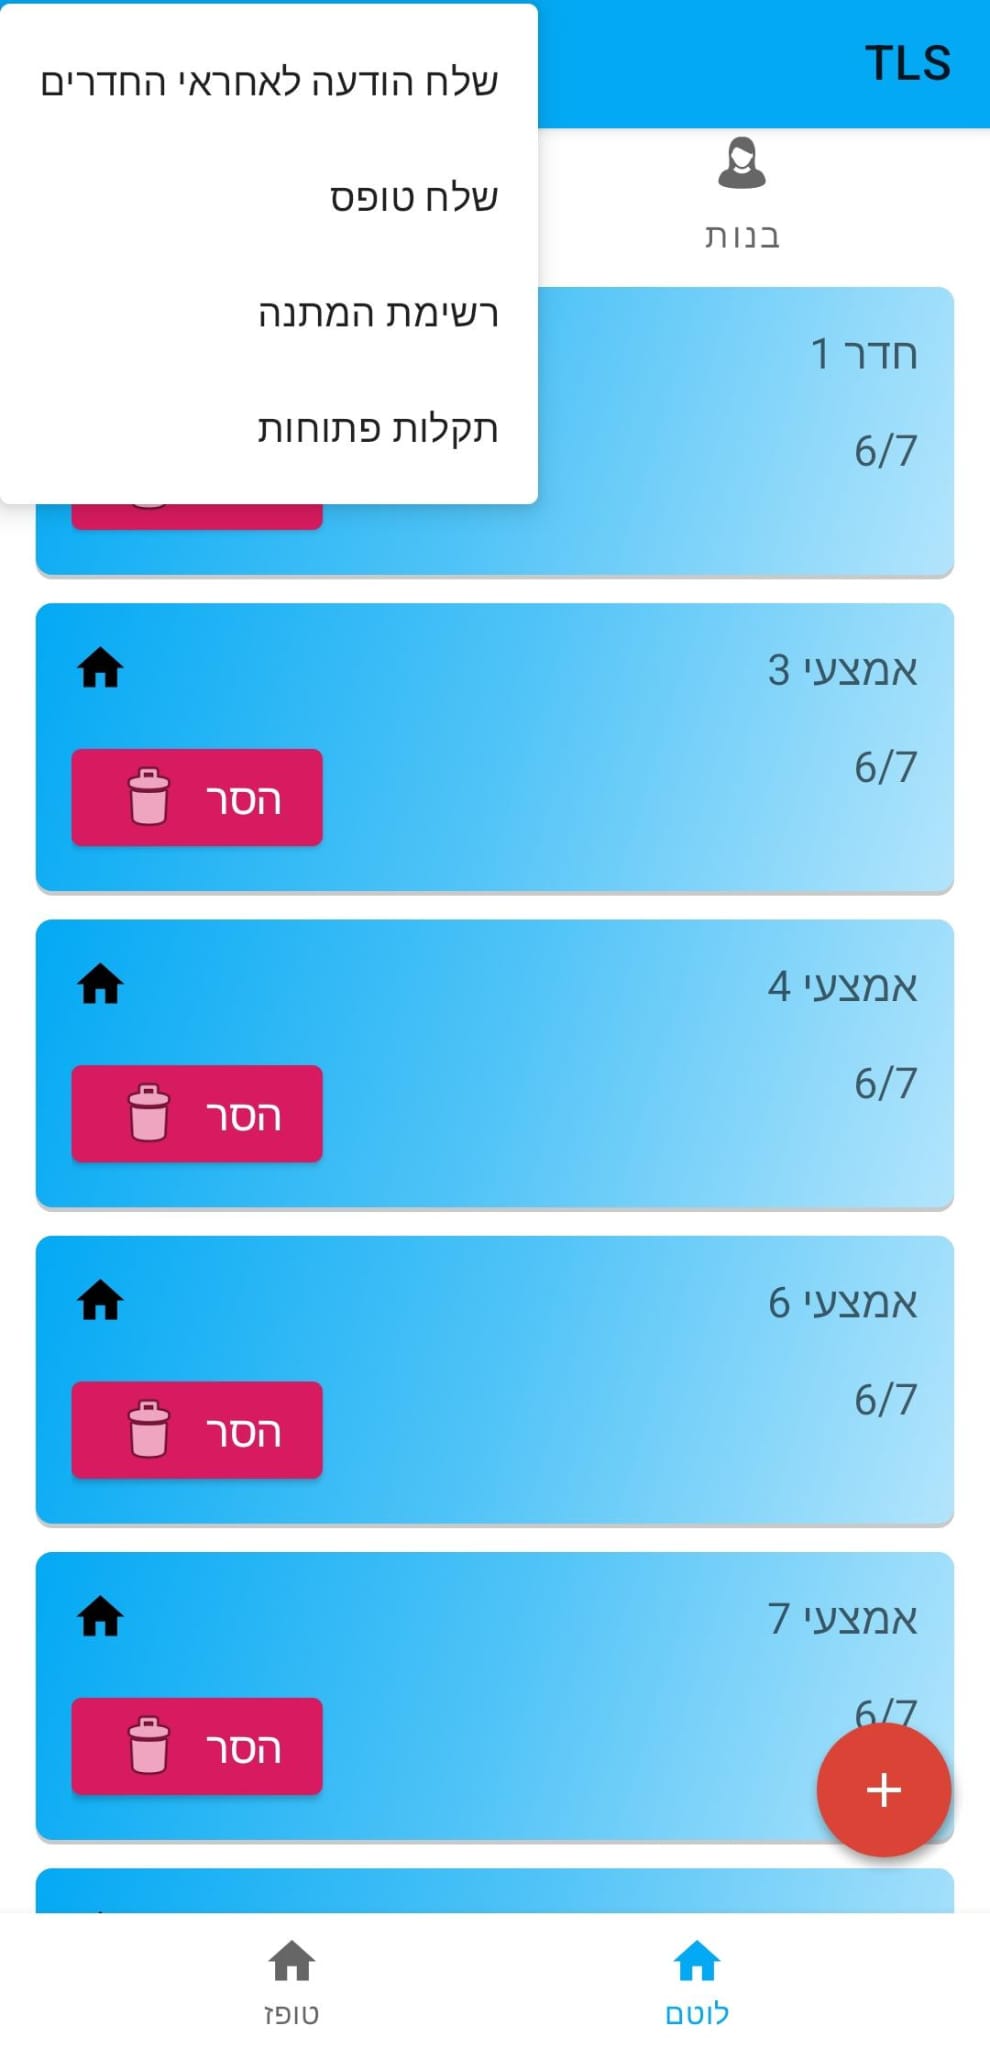 TLS
שלח הודעה לאחראי החדרים
שלח טופס
רשימת המתנה
תקלות פתוחות
בנות
חדר 1
6/7
אמצעי 3
6/7
הסר
אמצעי 4
6/7
הסר
אמצעי 6
6/7
הסר
אמצעי 7
6/7
הסר
+
לוטם
טופז